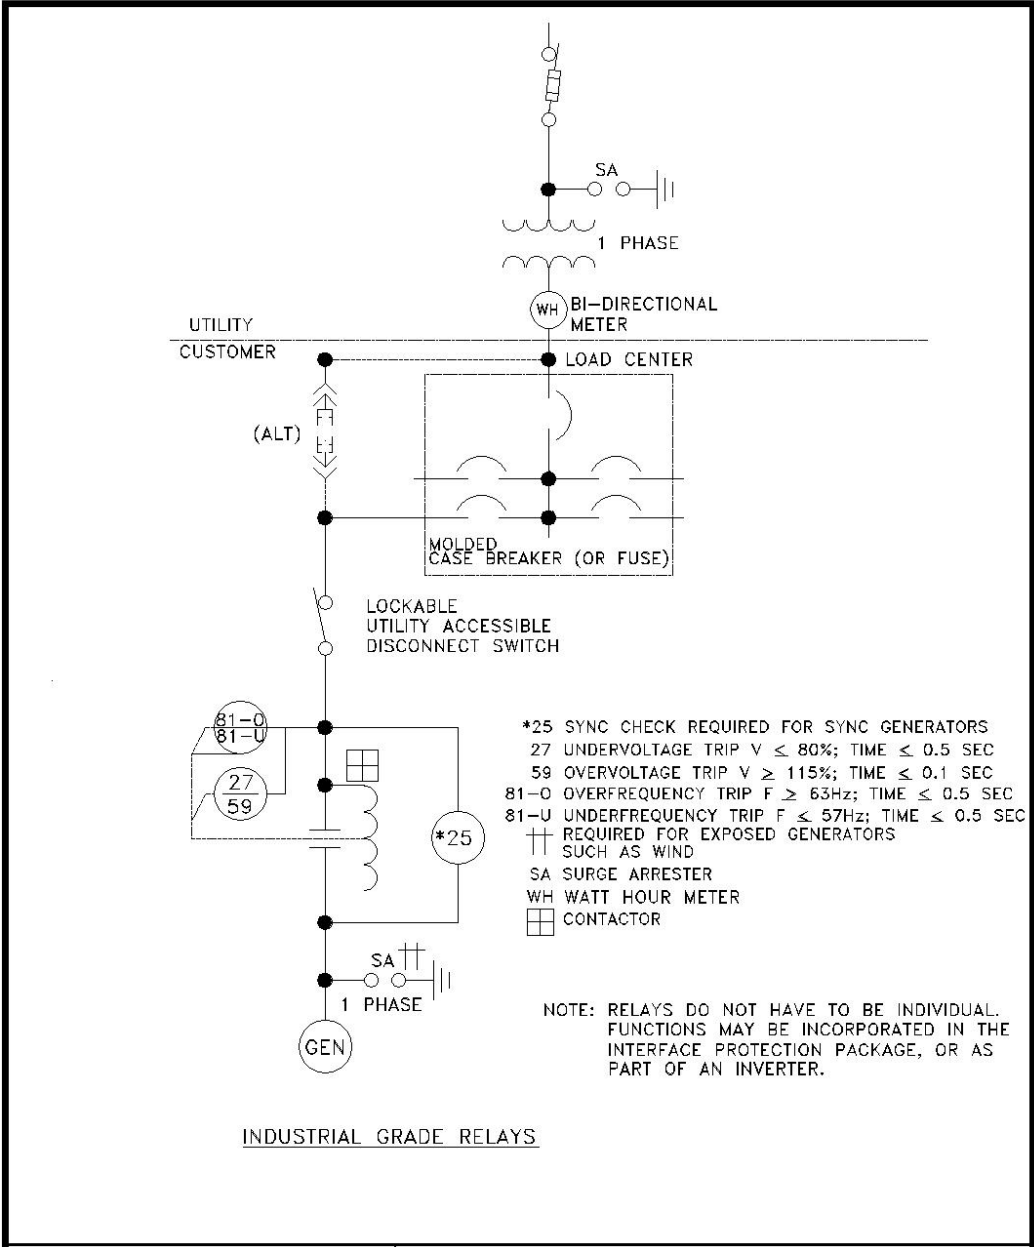 SA
1 PHASE
WH
BI-DIRECTIONAL
METER
UTILITY
CUSTOMER
LOAD CENTER
(ALT)
MOLDED
CASE BREAKER (OR FUSE)
LOCKABLE
UTILITY ACCESSIBLE
DISCONNECT SWITCH
81-O
81-U
27
59
*25
*25 SYNC CHECK REQUIRED FOR SYNC GENERATORS
27 UNDERVOLTAGE TRIP V ≤ 80%; TIME ≤ 0.5 SEC
59 OVERVOLTAGE TRIP V ≥ 115%; TIME ≤ 0.1 SEC
81-O OVERFREQUENCY TRIP F ≥ 63Hz; TIME ≤ 0.5 SEC
81-U UNDERFREQUENCY TRIP F ≤ 57Hz; TIME ≤ 0.5 SEC
REQUIRED FOR EXPOSED GENERATORS
SUCH AS WIND
SA SURGE ARRESTER
WH WATT HOUR METER
CONTACTOR
SA
1 PHASE
GEN
NOTE: RELAYS DO NOT HAVE TO BE INDIVIDUAL.
FUNCTIONS MAY BE INCORPORATED IN THE
INTERFACE PROTECTION PACKAGE, OR AS
PART OF AN INVERTER.
INDUSTRIAL GRADE RELAYS